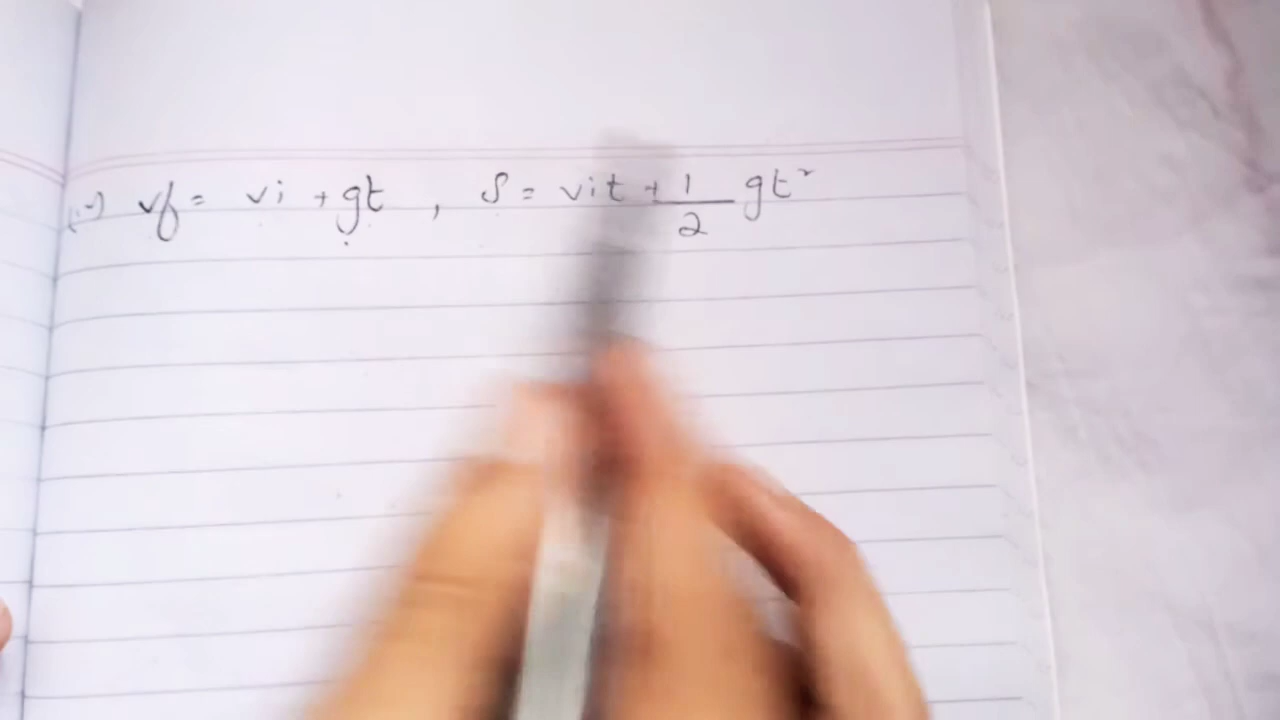 vf = vi + gt , S = vit + 1/2 gt²